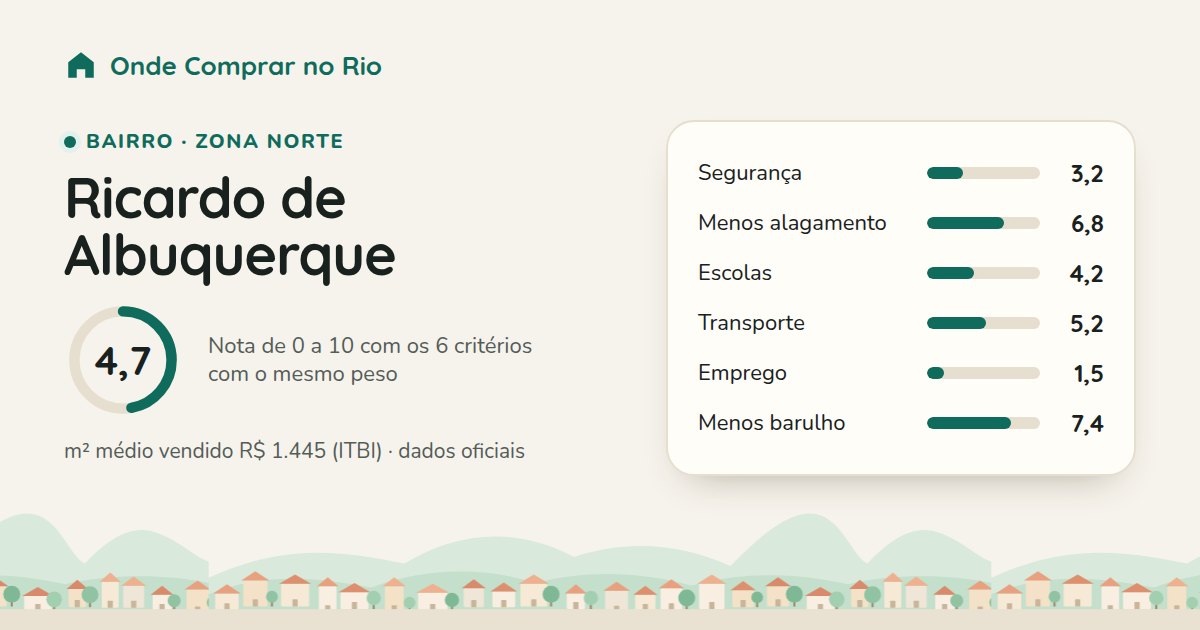 Onde Comprar no Rio
BAIRRO · ZONA NORTE
Ricardo de
Albuquerque
4,7
Nota de 0 a 10 com os 6 critérios
com o mesmo peso
m² médio vendido R$ 1.445 (ITBI) · dados oficiais
Segurança 3,2
Menos alagamento 6,8
Escolas 4,2
Transporte 5,2
Emprego 1,5
Menos barulho 7,4